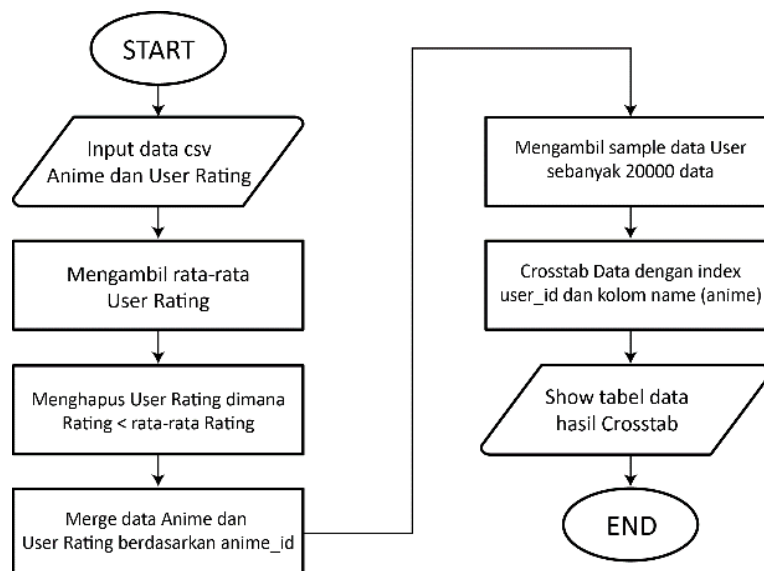 START
Input data csv
Anime dan User Rating
Mengambil rata-rata
User Rating
Menghapus User Rating dimana
Rating < rata-rata Rating
Merge data Anime dan
User Rating berdasarkan anime_id
Mengambil sample data User
sebanyak 20000 data
Crosstab Data dengan index
user_id dan kolom name (anime)
Show tabel data
hasil Crosstab
END